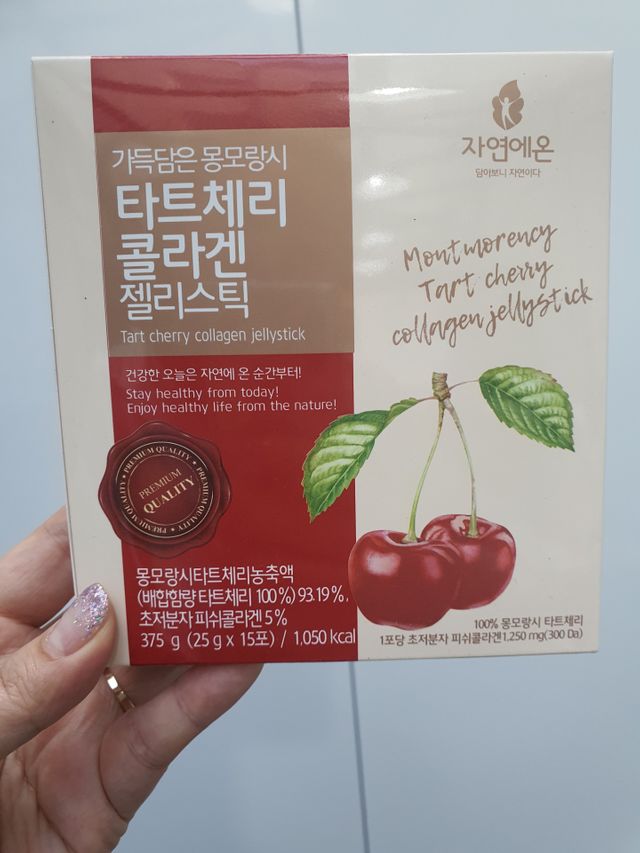 가득담은 몽모랑시
타트체리
콜라겐
젤리스틱
Tart cherry collagen jellystick
건강한 오늘은 자연에 온 순간부터!
Stay healthy from today!
Enjoy healthy life from the nature!
PREMIUM QUALITY ★ PREMIUM QUALITY ★ PREMIUM QUALITY ★ PREMIUM QUALITY
PREMIUM
QUALITY
몽모랑시타트체리농축액
(배합함량 타트체리 100%) 93.19%,
초저분자 피쉬콜라겐 5%
375 g (25 g x 15포) / 1,050 kcal
자연에온
담아보니 자연이다
Montmorency
Tart cherry
collagen jellystick
100% 몽모랑시 타트체리
1포당 초저분자 피쉬콜라겐 1,250 mg(300 Da)